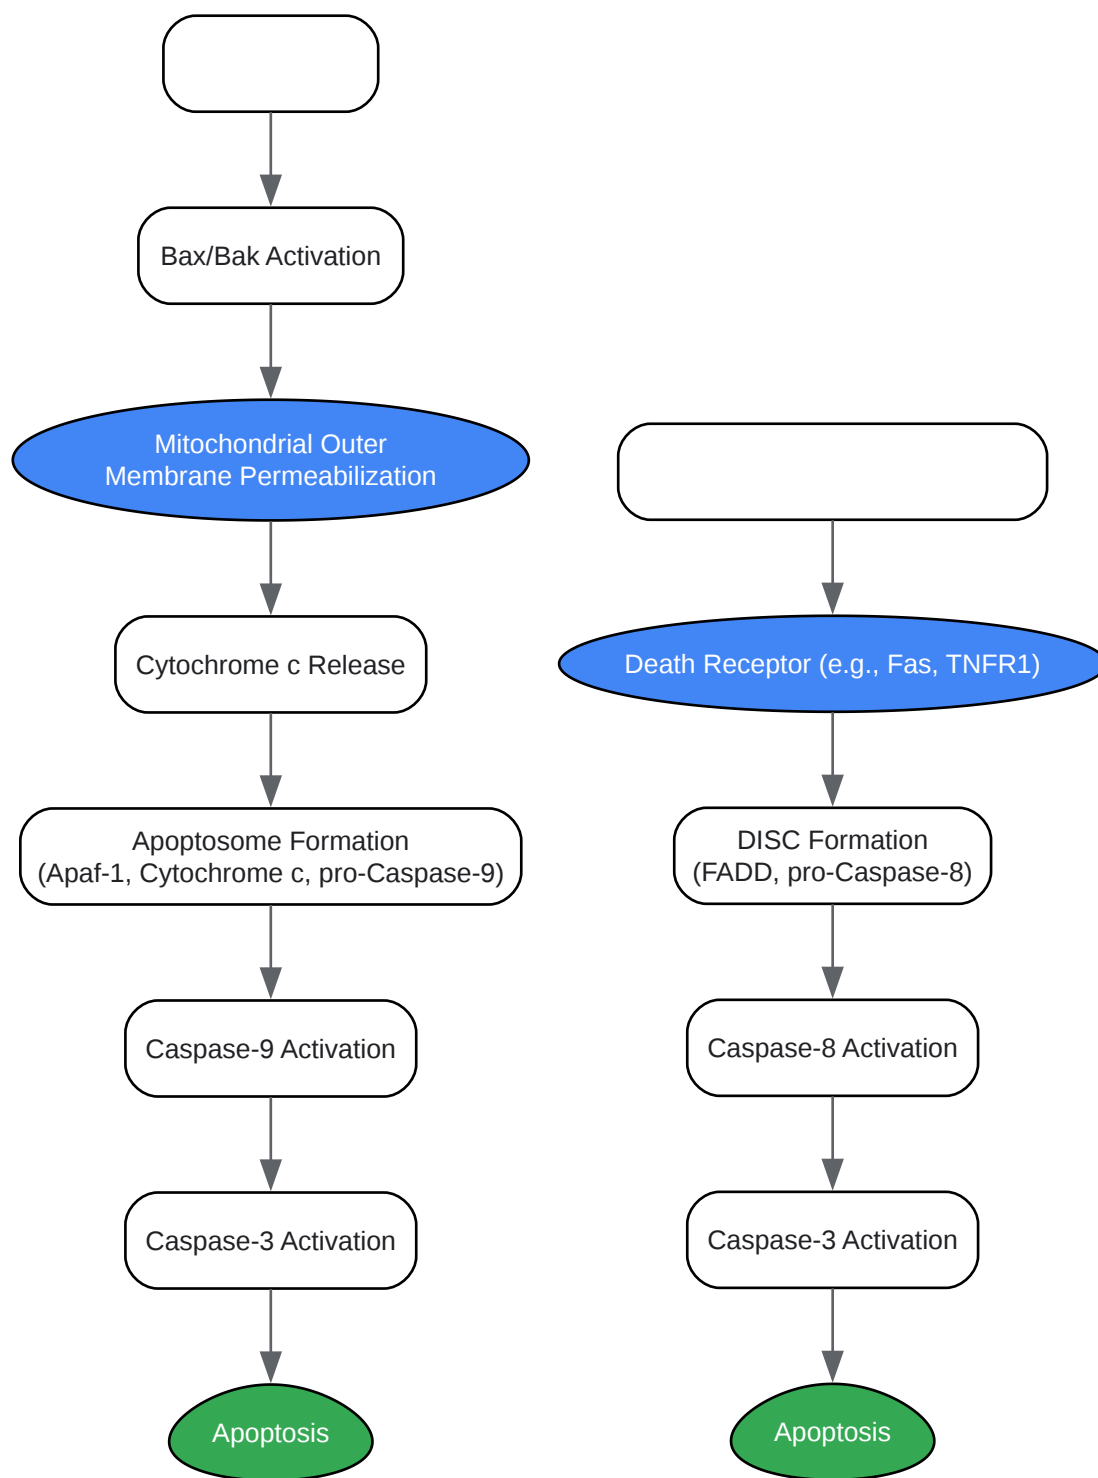 Bax/Bak Activation
Mitochondrial Outer
Membrane Permeabilization
Cytochrome c Release
Apoptosome Formation
(Apaf-1, Cytochrome c, pro-Caspase-9)
Caspase-9 Activation
Caspase-3 Activation
Apoptosis
Death Receptor (e.g., Fas, TNFR1)
DISC Formation
(FADD, pro-Caspase-8)
Caspase-8 Activation
Caspase-3 Activation
Apoptosis